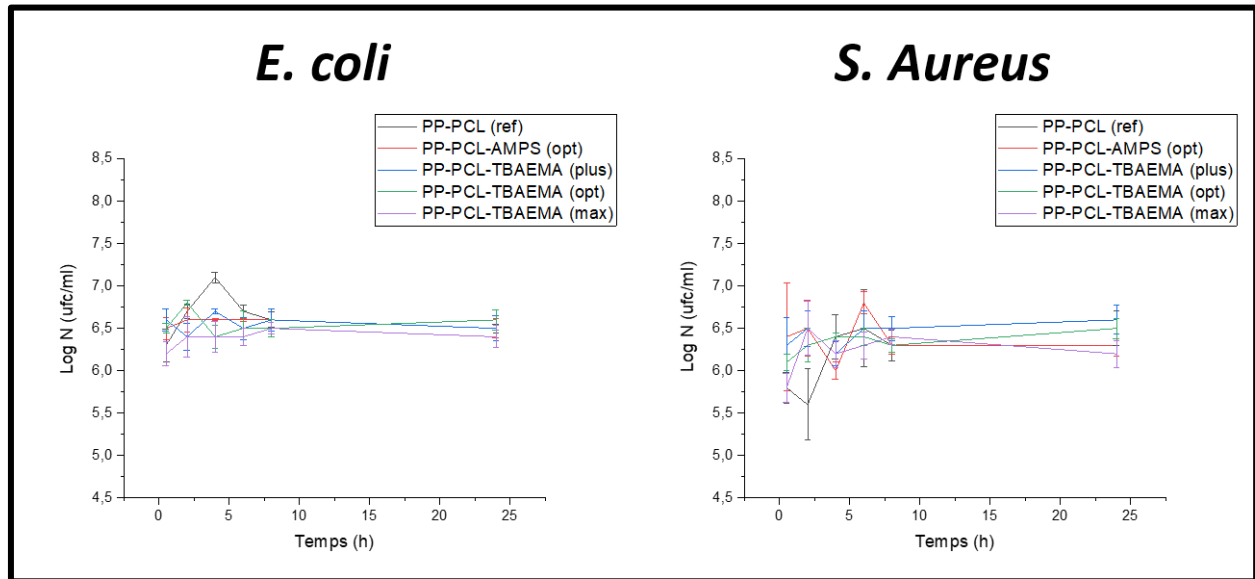 E. coli
PP-PCL (ref)
PP-PCL-AMPS (opt)
PP-PCL-TBAEMA (plus)
PP-PCL-TBAEMA (opt)
PP-PCL-TBAEMA (max)
8,5
8,0
7,5
7,0
6,5
6,0
5,5
5,0
4,5
Log N (ufc/ml)
0
5
10
15
20
25
Temps (h)
S. Aureus
PP-PCL (ref)
PP-PCL-AMPS (opt)
PP-PCL-TBAEMA (plus)
PP-PCL-TBAEMA (opt)
PP-PCL-TBAEMA (max)
8,5
8,0
7,5
7,0
6,5
6,0
5,5
5,0
4,5
Log N (ufc/ml)
0
5
10
15
20
25
Temps (h)